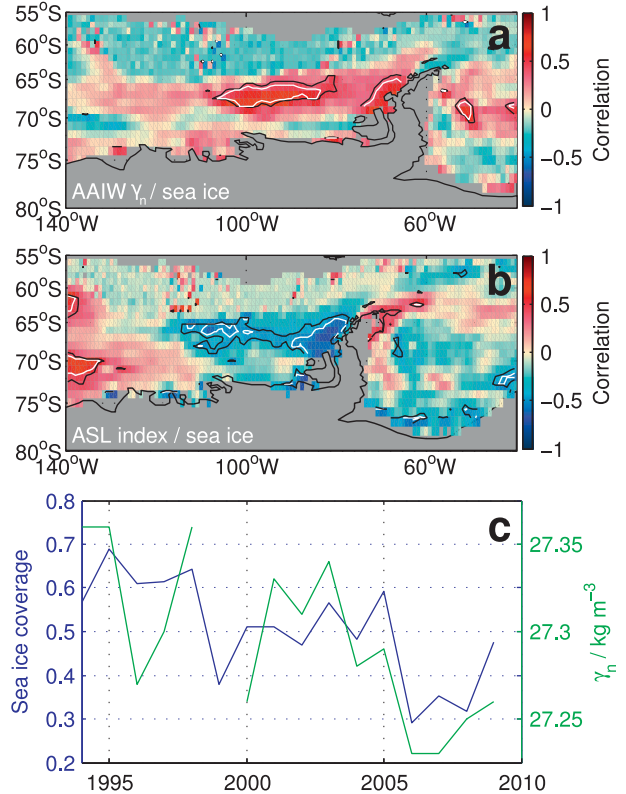 55°S
60°S
65°S
70°S
75°S
80°S
140°W
100°W
60°W
a
AAIW γn / sea ice
1
0.5
0
−0.5
−1
Correlation
55°S
60°S
65°S
70°S
75°S
80°S
140°W
100°W
60°W
b
ASL index / sea ice
1
0.5
0
−0.5
−1
Correlation
c
Sea ice coverage
0.8
0.7
0.6
0.5
0.4
0.3
0.2
1995
2000
2005
2010
27.35
27.3
27.25
γn / kg m−3